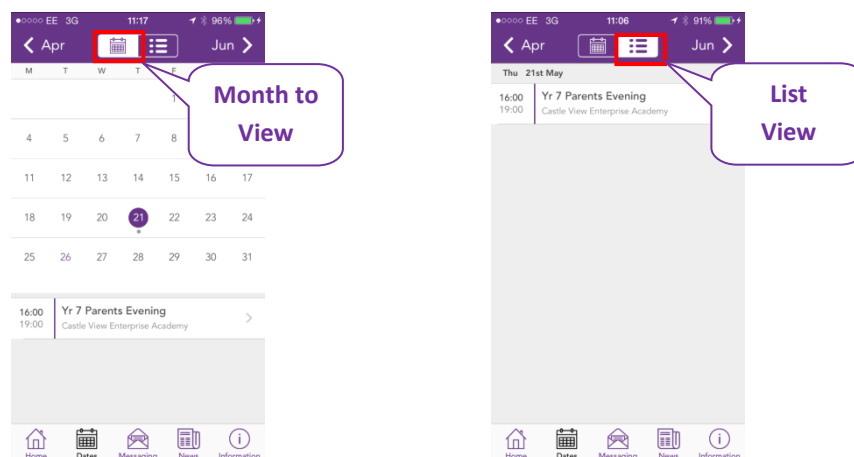 EE 3G 11:17 96%
Apr Jun
M T W T F
1
4 5 6 7 8
11 12 13 14 15 16 17
18 19 20 21 22 23 24
25 26 27 28 29 30 31
16:00 Yr 7 Parents Evening
19:00 Castle View Enterprise Academy
Home Dates Messaging News Information
Month to
View
EE 3G 11:06 91%
Apr Jun
Thu 21st May
16:00 Yr 7 Parents Evening
19:00 Castle View Enterprise Academy
Home Dates Messaging News Information
List
View